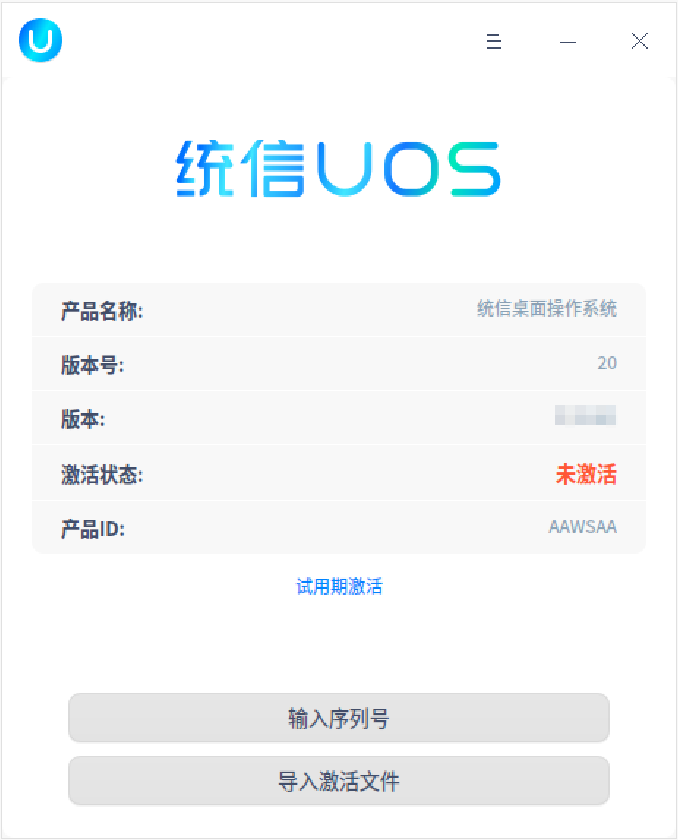 统信UOS
产品名称: 统信桌面操作系统
版本号: 20
版本:
激活状态: 未激活
产品ID: AAWSAA
试用期激活
输入序列号
导入激活文件